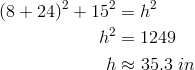 (8 + 24)² + 15² = h²
h² = 1249
h ≈ 35.3 in